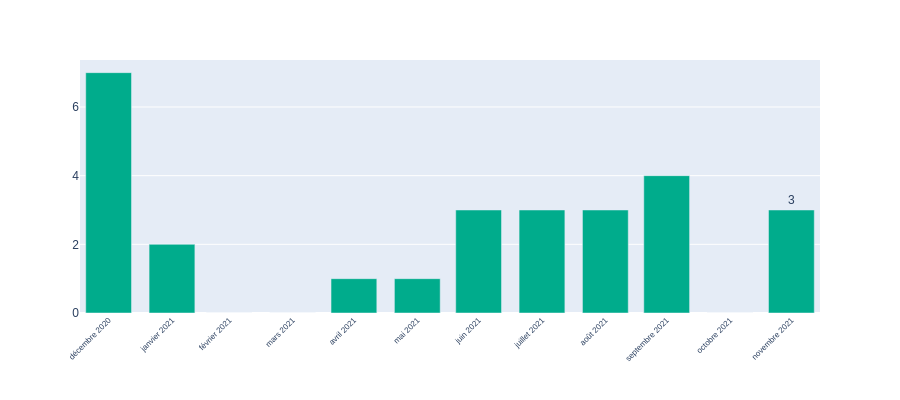 6
4
2
0
3
décembre 2020
janvier 2021
février 2021
mars 2021
avril 2021
mai 2021
juin 2021
juillet 2021
août 2021
septembre 2021
octobre 2021
novembre 2021